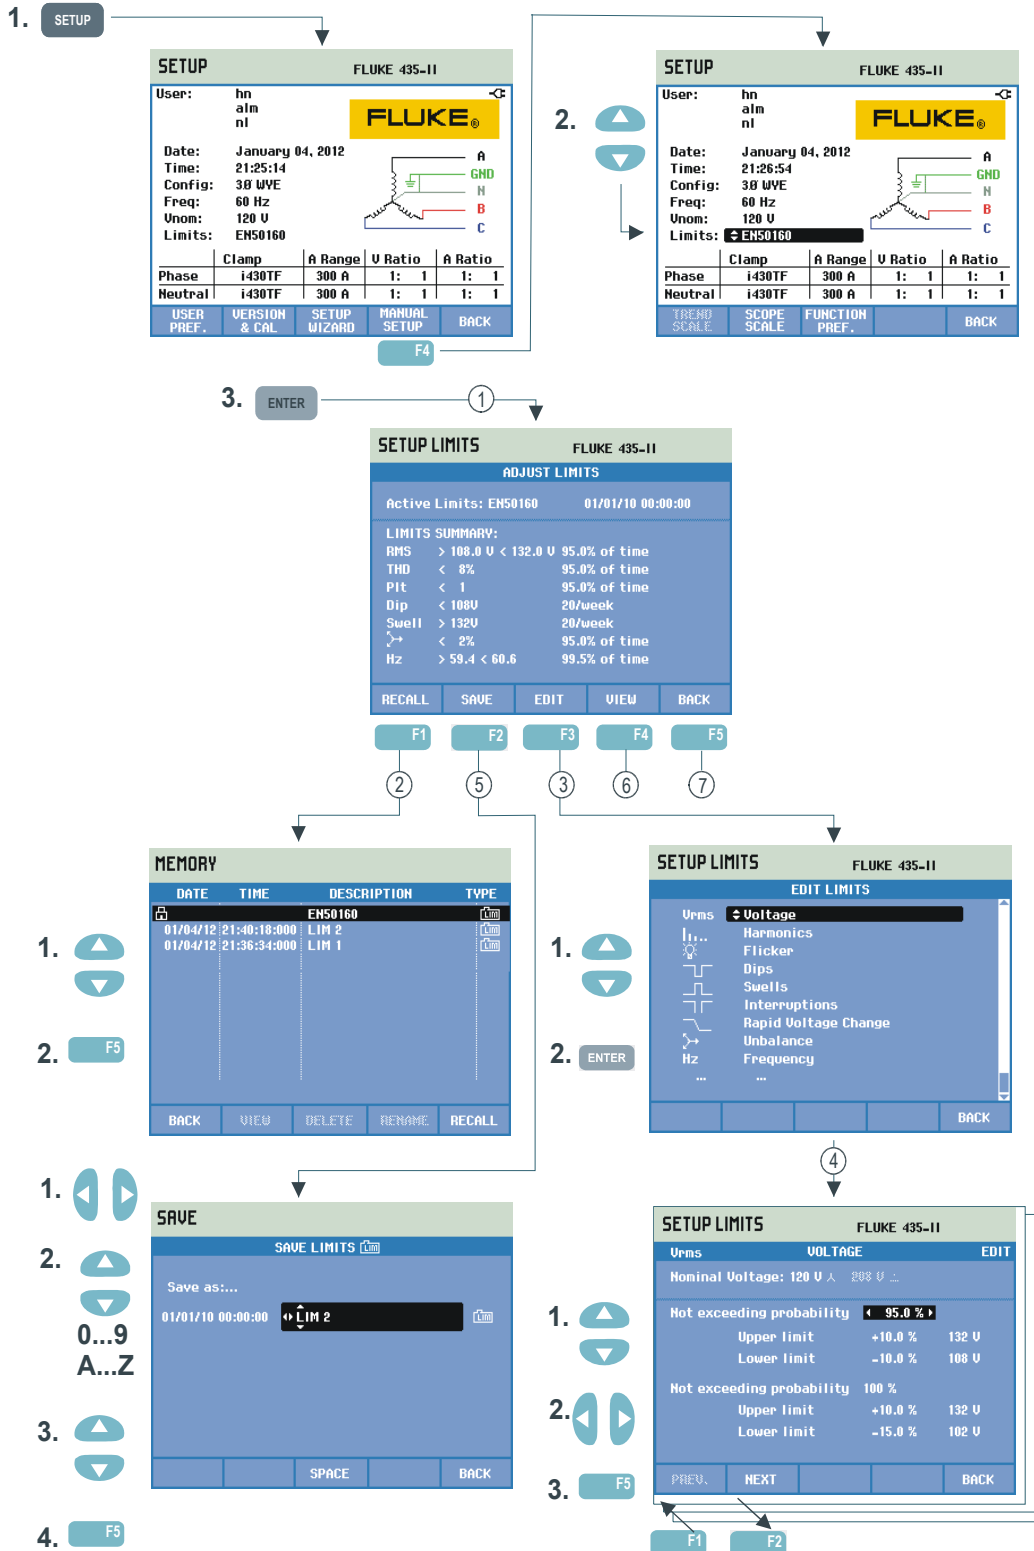 1. SETUP
SETUP FLUKE 435-II
User: hn
alm
nl
FLUKE®
Date: January 04, 2012
Time: 21:25:14
Config: 3Ø WYE
Freq: 60 Hz
Vnom: 120 V
Limits: EN50160
A
GND
N
B
C
Clamp A Range V Ratio A Ratio
Phase i430TF 300 A 1: 1 1: 1
Neutral i430TF 300 A 1: 1 1: 1
USER PREF. VERSION & CAL SETUP WIZARD MANUAL SETUP BACK
F4
2.
SETUP FLUKE 435-II
User: hn
alm
nl
FLUKE®
Date: January 04, 2012
Time: 21:26:54
Config: 3Ø WYE
Freq: 60 Hz
Vnom: 120 V
Limits: EN50160
A
GND
N
B
C
Clamp A Range V Ratio A Ratio
Phase i430TF 300 A 1: 1 1: 1
Neutral i430TF 300 A 1: 1 1: 1
TREND SCALE SCOPE SCALE FUNCTION PREF. BACK
3. ENTER 1
SETUP LIMITS FLUKE 435-II
ADJUST LIMITS
Active Limits: EN50160 01/01/10 00:00:00
LIMITS SUMMARY:
RMS > 108.0 V < 132.0 V 95.0% of time
THD < 8% 95.0% of time
Plt < 1 95.0% of time
Dip < 108V 20/week
Swell > 132V 20/week
< 2% 95.0% of time
Hz > 59.4 < 60.6 99.5% of time
RECALL SAVE EDIT VIEW BACK
F1 F2 F3 F4 F5
2 5 3 6 7
MEMORY
DATE TIME DESCRIPTION TYPE
EN50160 Lim
01/04/12 21:40:18:000 LIM 2 Lim
01/04/12 21:36:34:000 LIM 1 Lim
1.
2. F5
BACK VIEW DELETE RENAME RECALL
SETUP LIMITS FLUKE 435-II
EDIT LIMITS
Vrms Voltage
Harmonics
Flicker
Dips
Swells
Interruptions
Rapid Voltage Change
Unbalance
Hz Frequency
... ...
1.
2. ENTER
BACK
4
1.
2.
0...9
A...Z
3.
4. F5
SAVE
SAVE LIMITS Lim
Save as:...
01/01/10 00:00:00 LIM 2 Lim
SPACE BACK
SETUP LIMITS FLUKE 435-II
Vrms VOLTAGE EDIT
Nominal Voltage: 120 V 208 V
Not exceeding probability 95.0 %
Upper limit +10.0 % 132 V
Lower limit -10.0 % 108 V
Not exceeding probability 100 %
Upper limit +10.0 % 132 V
Lower limit -15.0 % 102 V
1.
2.
3. F5
PREV. NEXT BACK
F1 F2